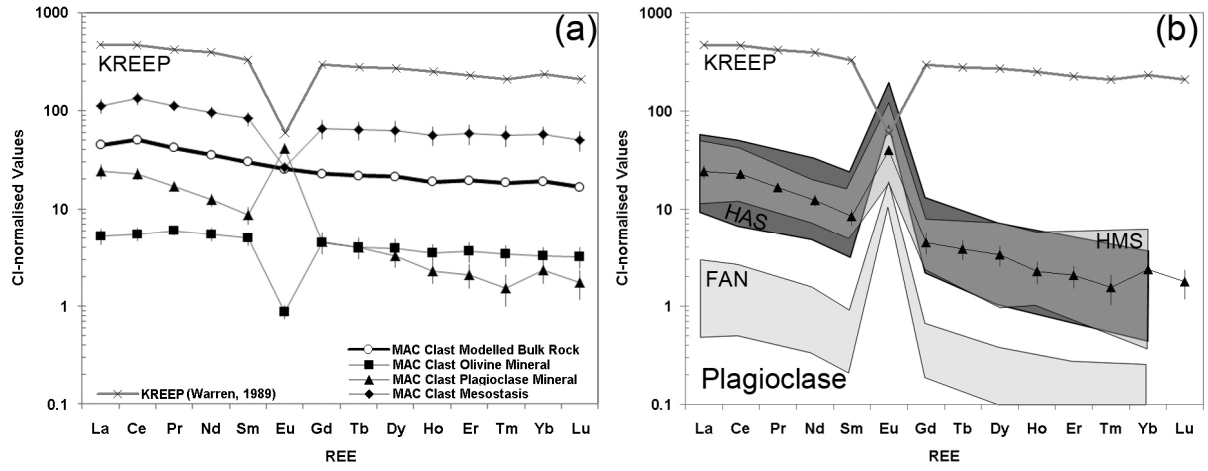 (a)
1000
100
10
1
0.1
CI-normalised Values
KREEP
MAC Clast Modelled Bulk Rock
MAC Clast Olivine Mineral
MAC Clast Plagioclase Mineral
MAC Clast Mesostasis
KREEP (Warren, 1989)
La Ce Pr Nd Sm Eu Gd Tb Dy Ho Er Tm Yb Lu
REE
(b)
1000
100
10
1
0.1
CI-normalised Values
KREEP
HAS
HMS
FAN
Plagioclase
La Ce Pr Nd Sm Eu Gd Tb Dy Ho Er Tm Yb Lu
REE